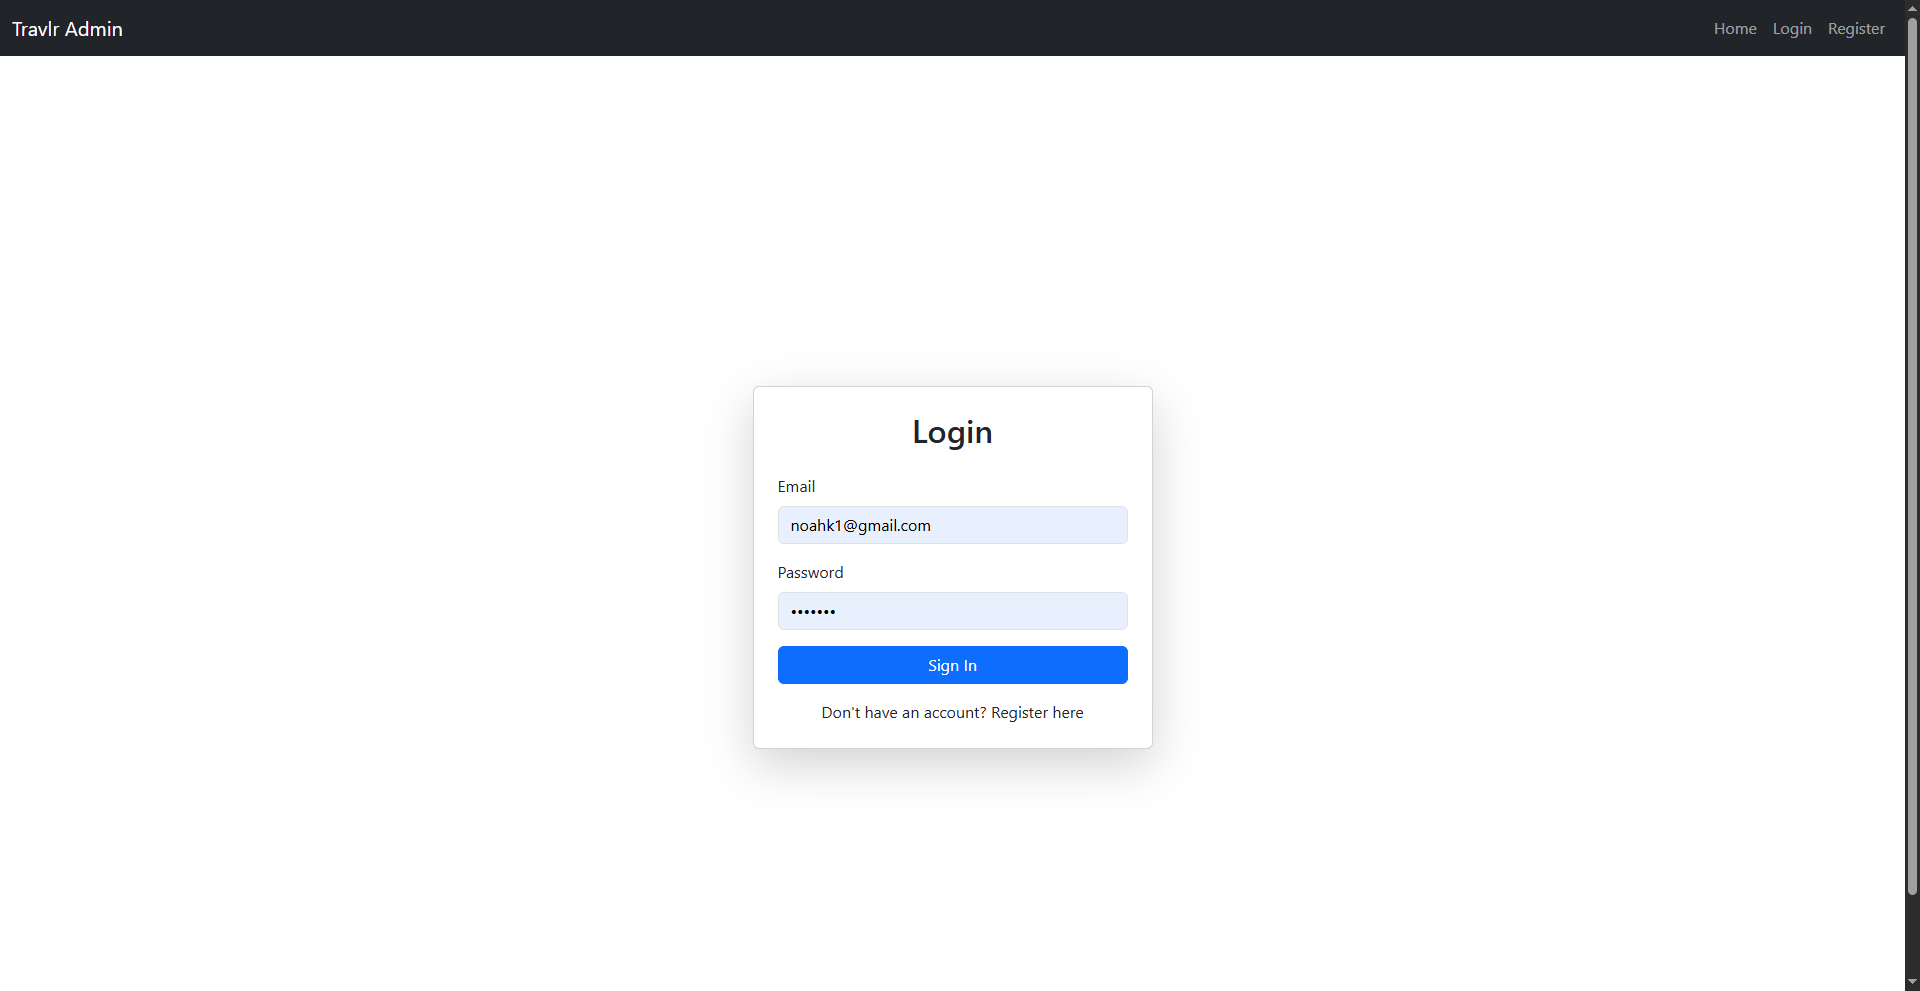 Travlr Admin
Home Login Register
Login
Email
noahk1@gmail.com
Password
•••••••
Sign In
Don't have an account? Register here